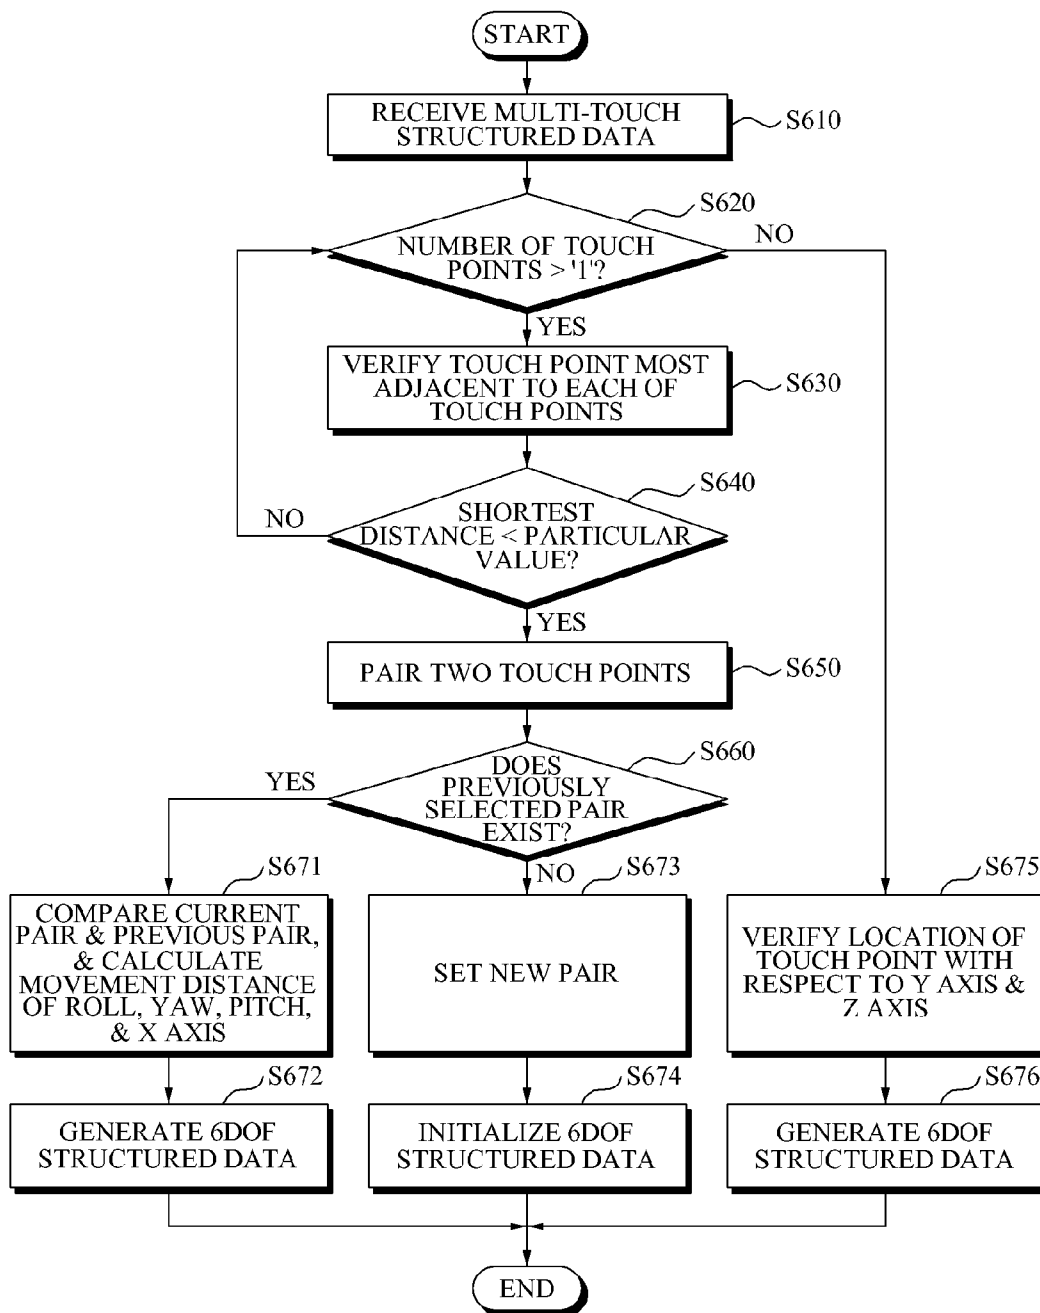 START
RECEIVE MULTI-TOUCH
STRUCTURED DATA
S610
S620
NUMBER OF TOUCH
POINTS > '1'?
NO
YES
VERIFY TOUCH POINT MOST
ADJACENT TO EACH OF
TOUCH POINTS
S630
S640
SHORTEST
DISTANCE < PARTICULAR
VALUE?
NO
YES
PAIR TWO TOUCH POINTS
S650
S660
DOES
PREVIOUSLY
SELECTED PAIR
EXIST?
YES
NO
S671
COMPARE CURRENT
PAIR & PREVIOUS PAIR,
& CALCULATE
MOVEMENT DISTANCE
OF ROLL, YAW, PITCH,
& X AXIS
S673
SET NEW PAIR
S675
VERIFY LOCATION OF
TOUCH POINT WITH
RESPECT TO Y AXIS &
Z AXIS
S672
GENERATE 6DOF
STRUCTURED DATA
S674
INITIALIZE 6DOF
STRUCTURED DATA
S676
GENERATE 6DOF
STRUCTURED DATA
END